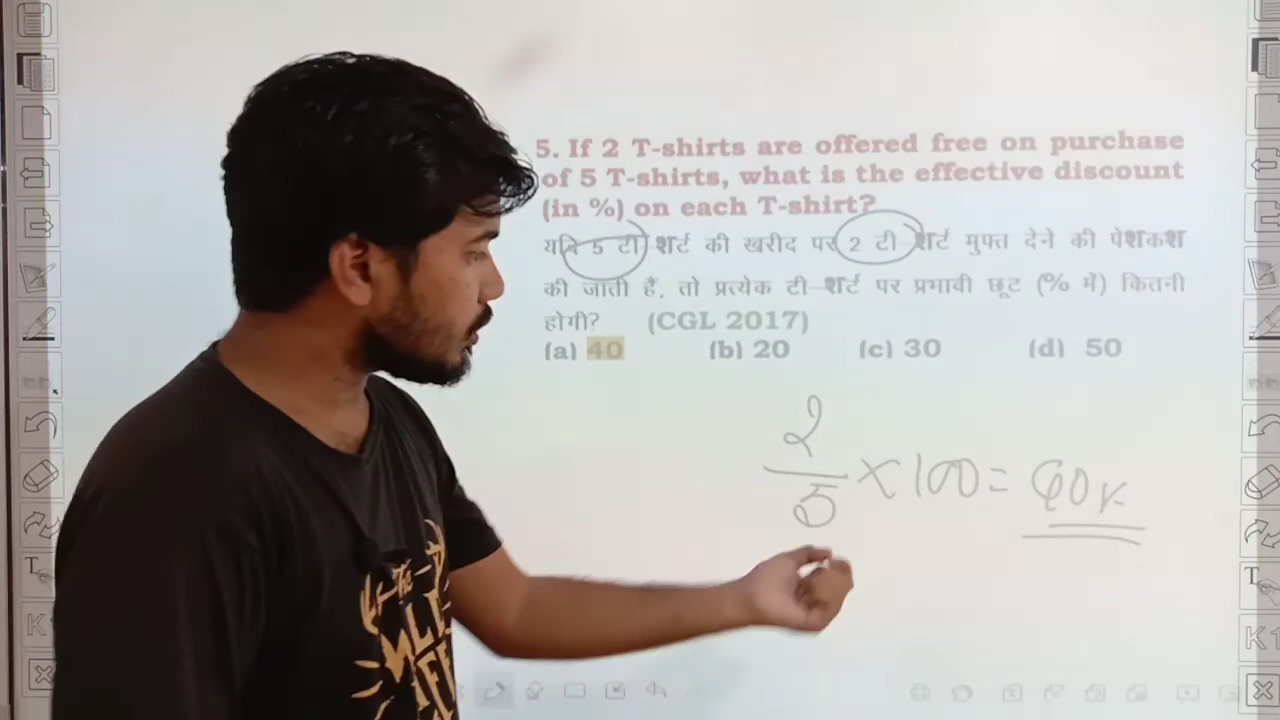 5. If 2 T-shirts are offered free on purchase
of 5 T-shirts, what is the effective discount
(in %) on each T-shirt?
यदि 5 टी शर्ट की खरीद पर 2 टी शर्ट मुफ्त देने की पेशकश
की जाती हैं, तो प्रत्येक टी-शर्ट पर प्रभावी छूट (% में) कितनी
होगी? (CGL 2017)
(a) 40 (b) 20 (c) 30 (d) 50
2
5 × 100 = 40%